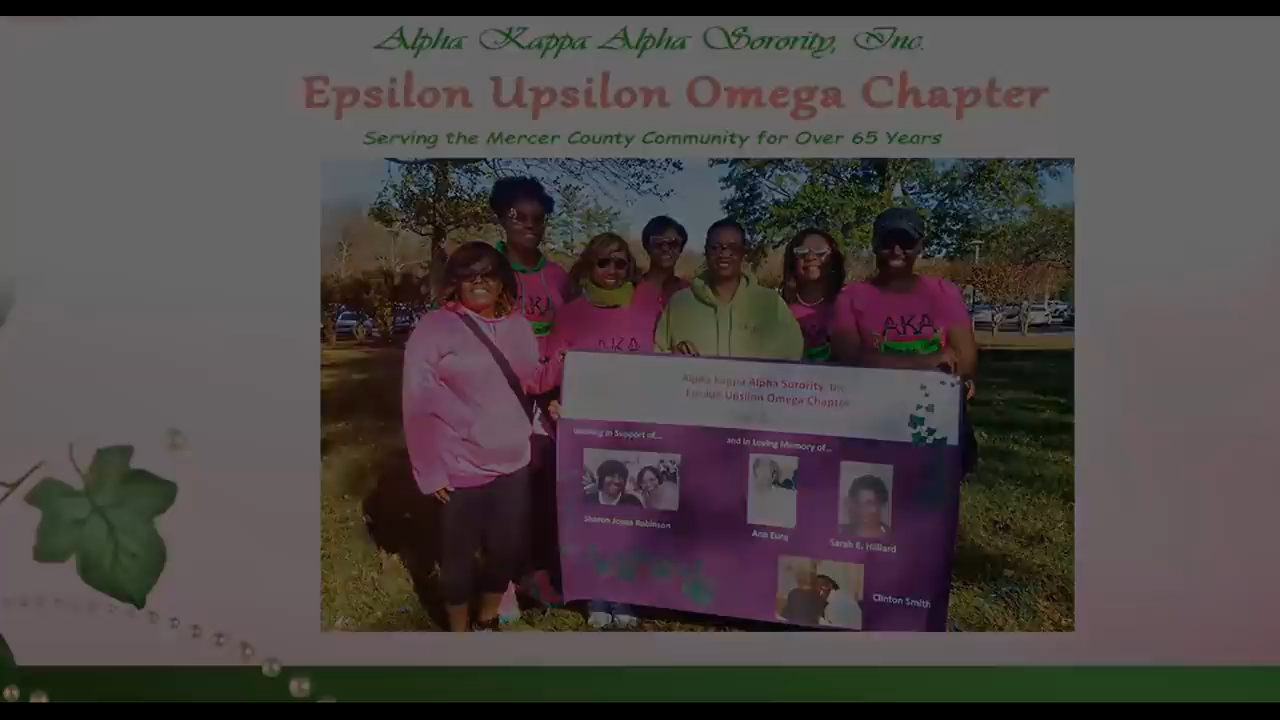 Alpha Kappa Alpha Sorority, Inc.
Epsilon Upsilon Omega Chapter
Serving the Mercer County Community for Over 65 Years
AKA
AKA
AKA
Alpha Kappa Alpha Sorority, Inc.
Epsilon Upsilon Omega Chapter
Walking in Support of...
and in Loving Memory of...
Sharon Jones Robinson
Ann Eure
Sarah E. Hilliard
Clinton Smith